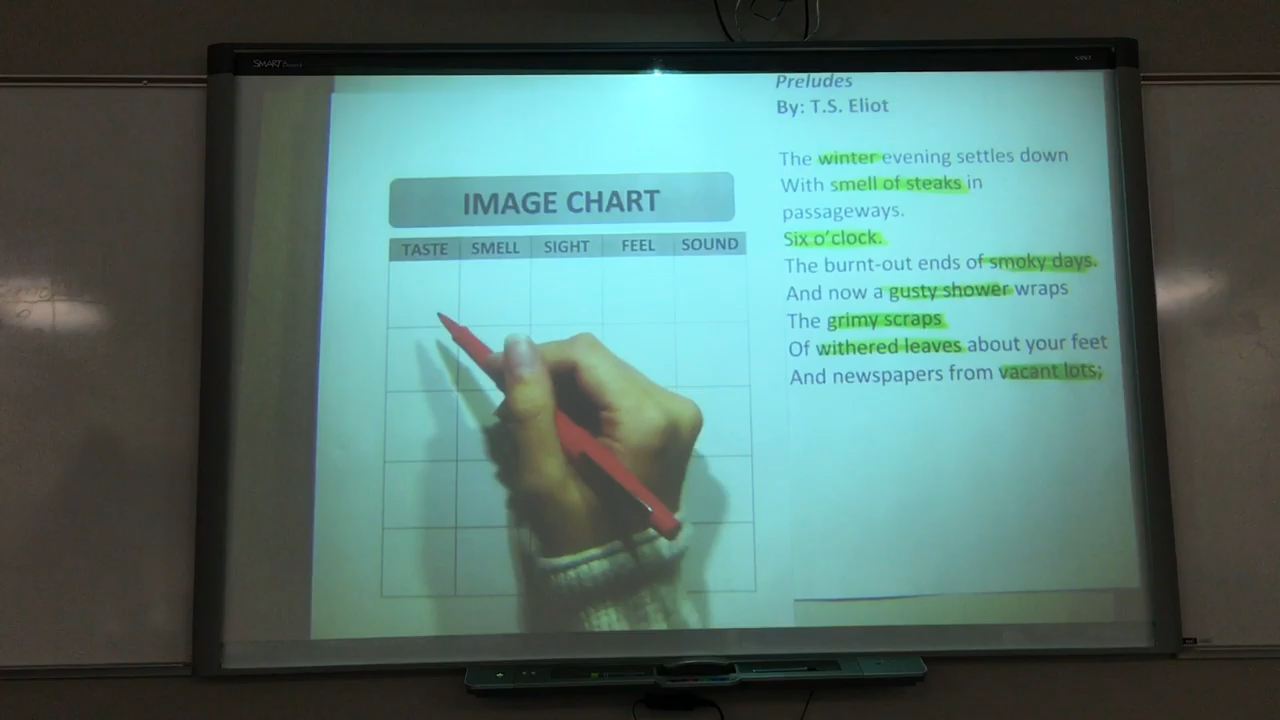 SMART Board
Preludes
By: T.S. Eliot
The winter evening settles down
With smell of steaks in
passageways.
Six o'clock.
The burnt-out ends of smoky days.
And now a gusty shower wraps
The grimy scraps
Of withered leaves about your feet
And newspapers from vacant lots;
IMAGE CHART
TASTE SMELL SIGHT FEEL SOUND